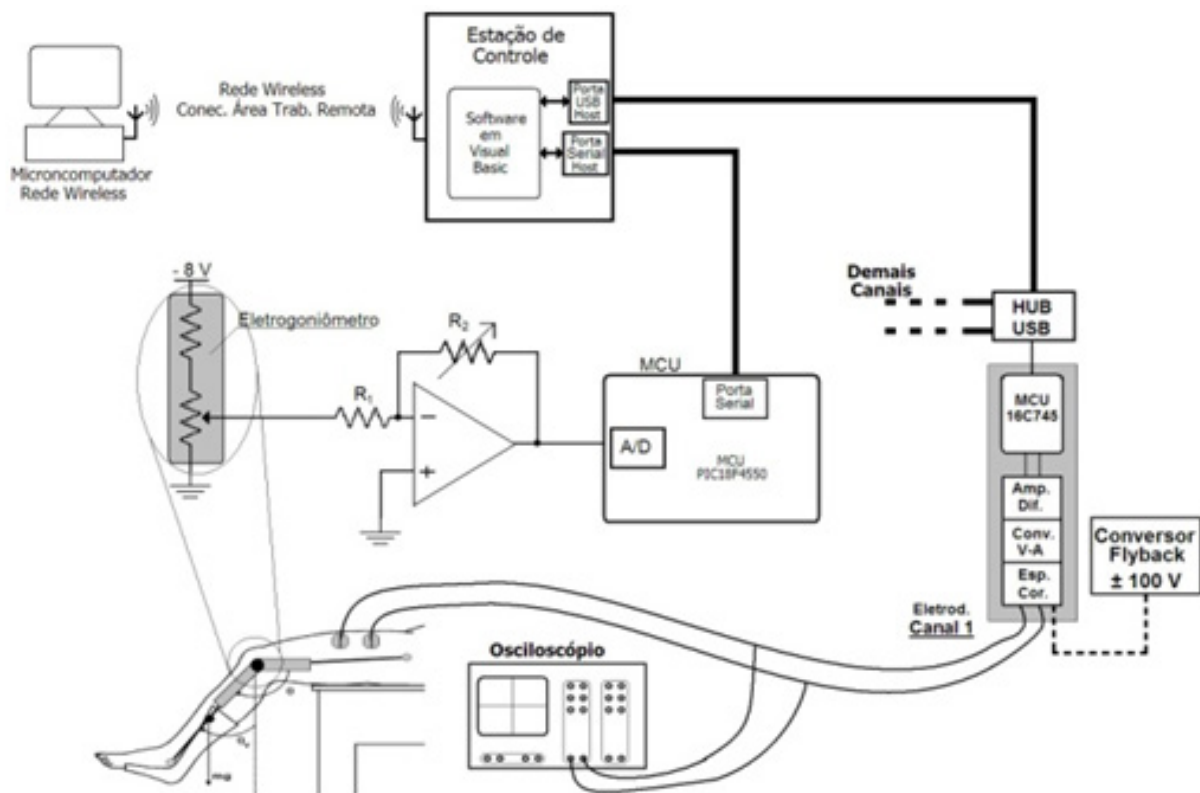 Estação de
Controle
Rede Wireless
Conec. Área Trab. Remota
Software
em
Visual
Basic
Porta
USB
Host
Porta
Serial
Host
Microncomputador
Rede Wireless
- 8 V
Eletrogoniômetro
R2
R1
−
+
MCU
Porta
Serial
A/D
MCU
PIC18F4550
Demais
Canais
HUB
USB
MCU
16C745
Amp.
Dif.
Conv.
V-A
Esp.
Cor.
Conversor
Flyback
± 100 V
Eletrod.
Canal 1
Osciloscópio
mg